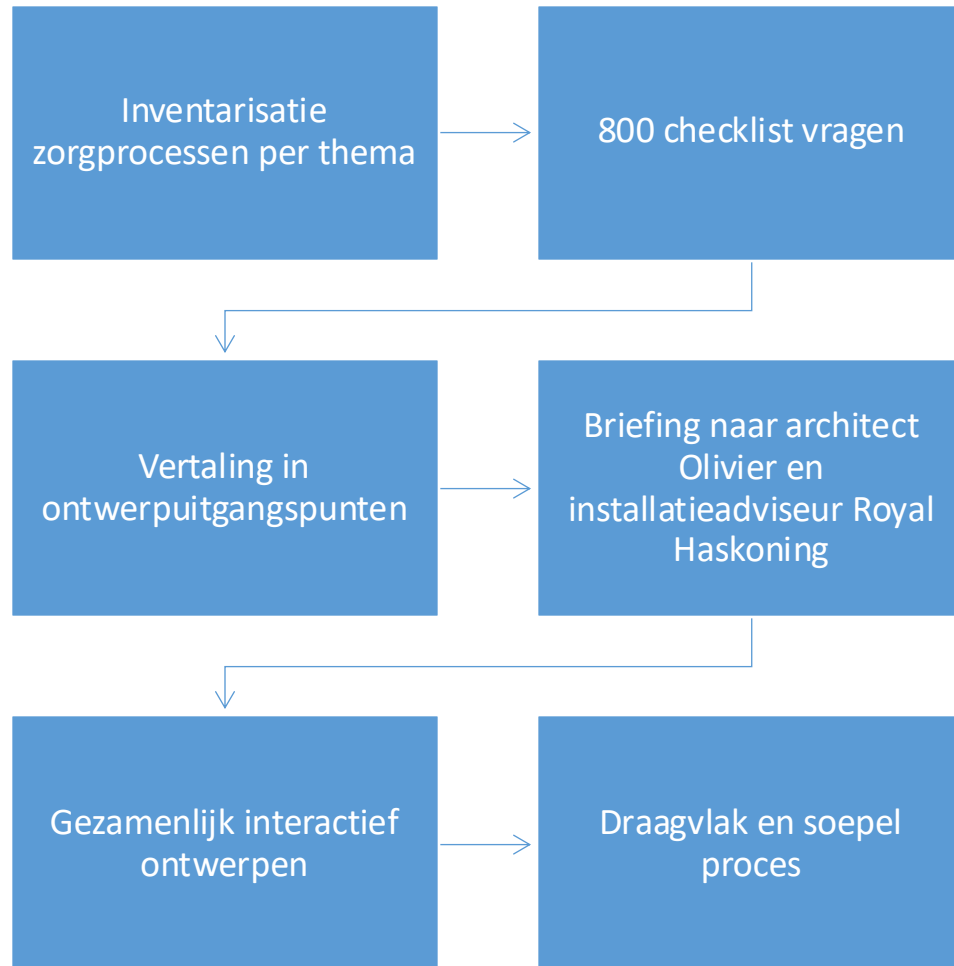 Inventarisatie
zorgprocessen per thema
800 checklist vragen
Vertaling in
ontwerpuitgangspunten
Briefing naar architect
Olivier en
installatieadviseur Royal
Haskoning
Gezamenlijk interactief
ontwerpen
Draagvlak en soepel
proces